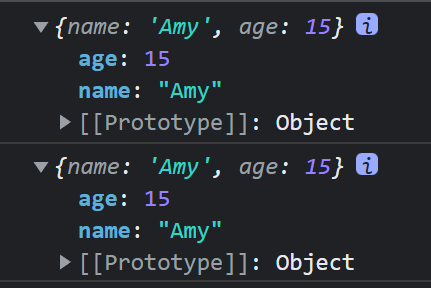 ▼{name: 'Amy', age: 15} i
age: 15
name: "Amy"
▶[[Prototype]]: Object
▼{name: 'Amy', age: 15} i
age: 15
name: "Amy"
▶[[Prototype]]: Object